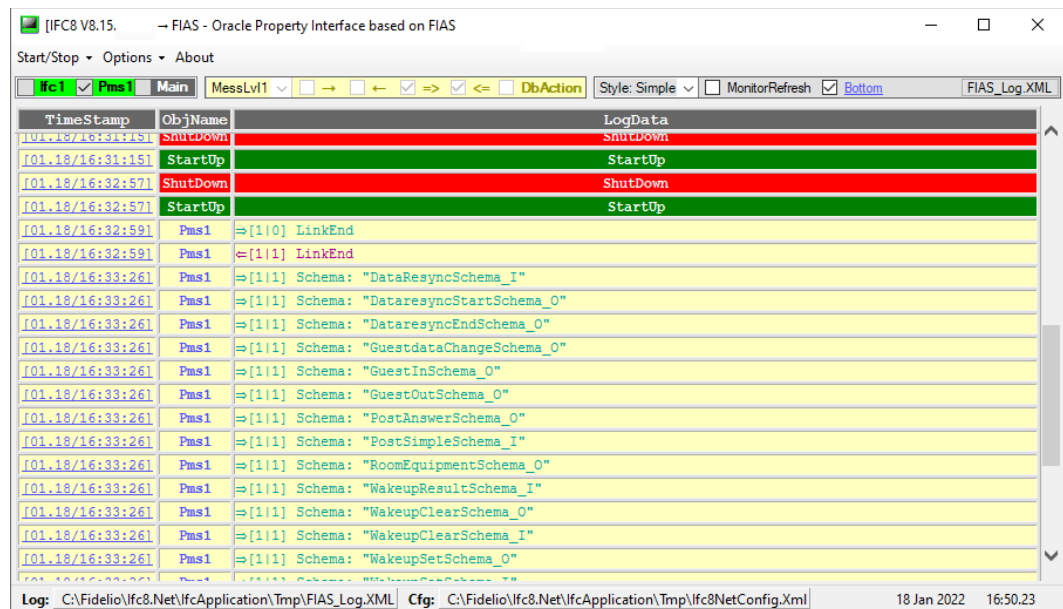 [IFC8 V8.15. → FIAS - Oracle Property Interface based on FIAS
Start/Stop Options About
Ifc1 Pms1 Main MessLvl1 → ← => <= DbAction Style: Simple MonitorRefresh Bottom FIAS_Log.XML
TimeStamp ObjName LogData
[01.18/16:31:15] ShutDown ShutDown
[01.18/16:31:15] StartUp StartUp
[01.18/16:32:57] ShutDown ShutDown
[01.18/16:32:57] StartUp StartUp
[01.18/16:32:59] Pms1 ⇒[1|0] LinkEnd
[01.18/16:32:59] Pms1 ⇐[1|1] LinkEnd
[01.18/16:33:26] Pms1 ⇒[1|1] Schema: "DataResyncSchema_I"
[01.18/16:33:26] Pms1 ⇒[1|1] Schema: "DataresyncStartSchema_O"
[01.18/16:33:26] Pms1 ⇒[1|1] Schema: "DataresyncEndSchema_O"
[01.18/16:33:26] Pms1 ⇒[1|1] Schema: "GuestdataChangeSchema_O"
[01.18/16:33:26] Pms1 ⇒[1|1] Schema: "GuestInSchema_O"
[01.18/16:33:26] Pms1 ⇒[1|1] Schema: "GuestOutSchema_O"
[01.18/16:33:26] Pms1 ⇒[1|1] Schema: "PostAnswerSchema_O"
[01.18/16:33:26] Pms1 ⇒[1|1] Schema: "PostSimpleSchema_I"
[01.18/16:33:26] Pms1 ⇒[1|1] Schema: "RoomEquipmentSchema_O"
[01.18/16:33:26] Pms1 ⇒[1|1] Schema: "WakeupResultSchema_I"
[01.18/16:33:26] Pms1 ⇒[1|1] Schema: "WakeupClearSchema_O"
[01.18/16:33:26] Pms1 ⇒[1|1] Schema: "WakeupClearSchema_I"
[01.18/16:33:26] Pms1 ⇒[1|1] Schema: "WakeupSetSchema_O"
Log: C:\Fidelio\Ifc8.Net\IfcApplication\Tmp\FIAS_Log.XML Cfg: C:\Fidelio\Ifc8.Net\IfcApplication\Tmp\Ifc8NetConfig.Xml 18 Jan 2022 16:50.23